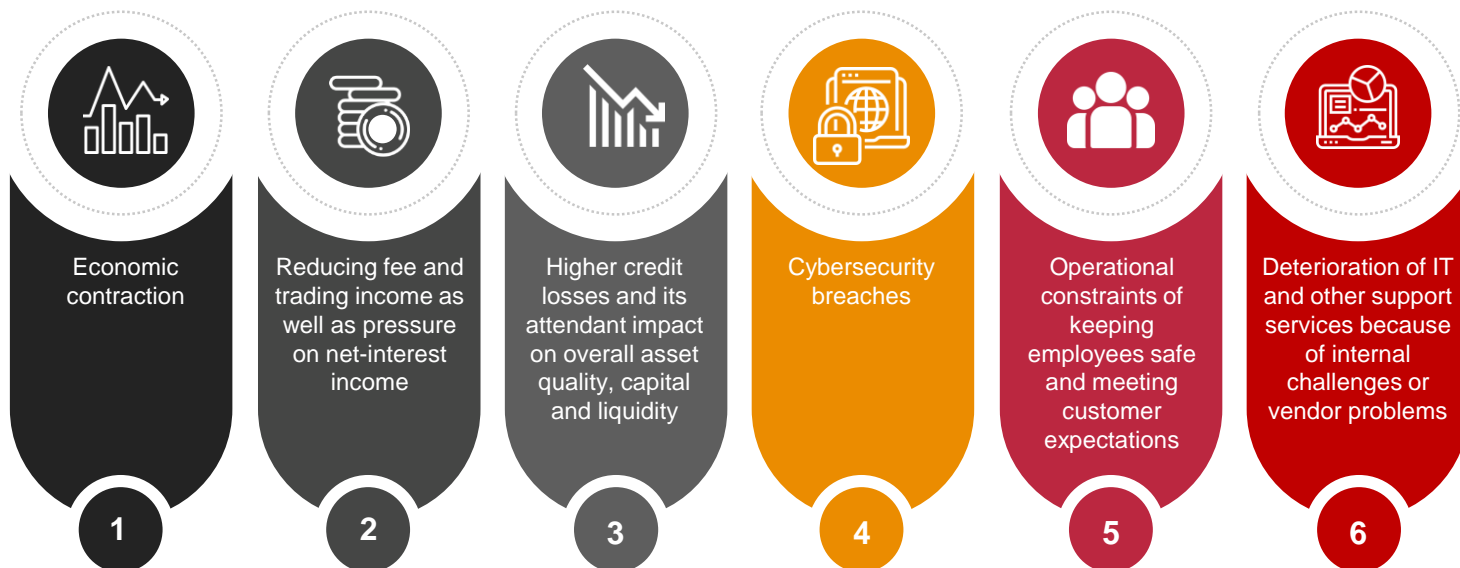 Economic
contraction
1
Reducing fee and
trading income as
well as pressure
on net-interest
income
2
Higher credit
losses and its
attendant impact
on overall asset
quality, capital
and liquidity
3
Cybersecurity
breaches
4
Operational
constraints of
keeping
employees safe
and meeting
customer
expectations
5
Deterioration of IT
and other support
services because
of internal
challenges or
vendor problems
6